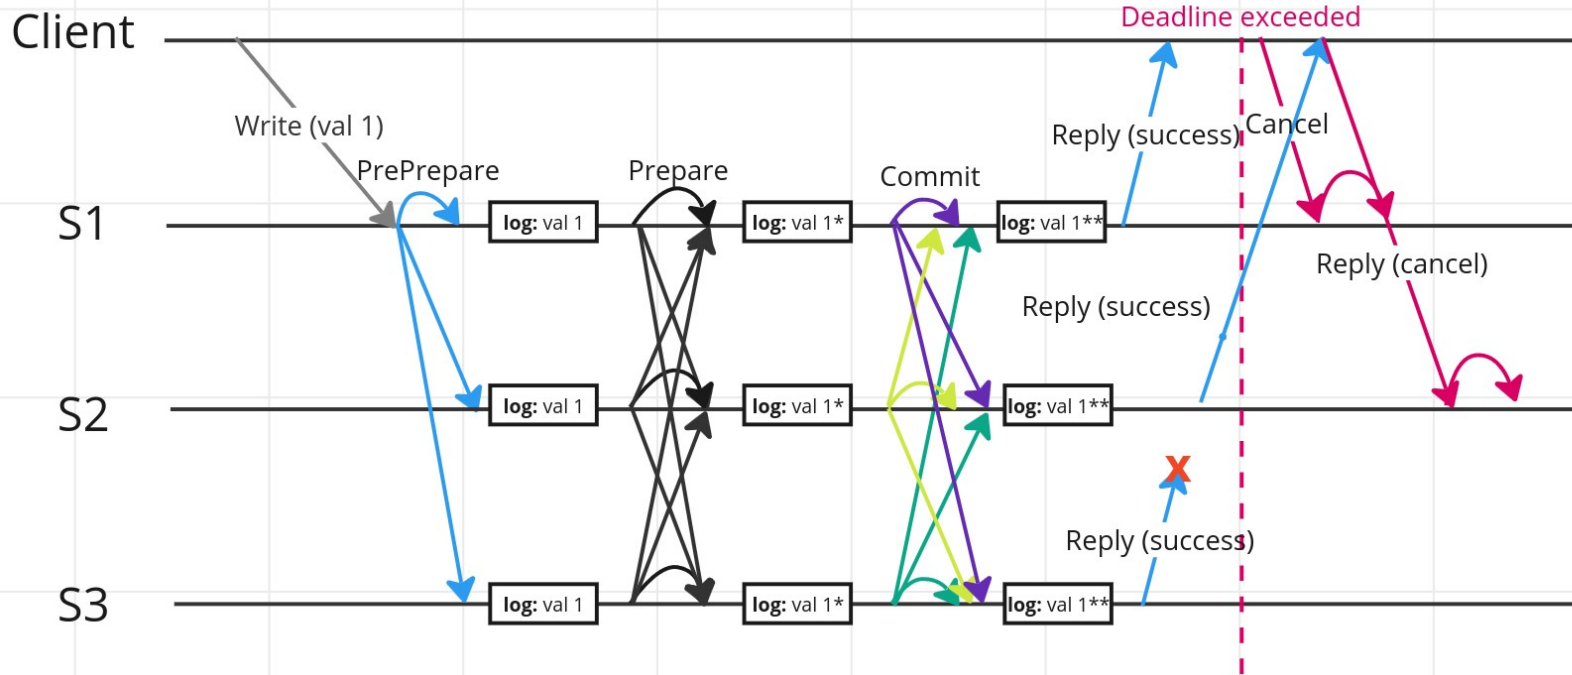 Deadline exceeded
Client
Write (val 1)
Reply (success)
Cancel
PrePrepare
Prepare
Commit
S1
log: val 1
log: val 1*
log: val 1**
Reply (cancel)
Reply (success)
S2
log: val 1
log: val 1*
log: val 1**
X
Reply (success)
S3
log: val 1
log: val 1*
log: val 1**